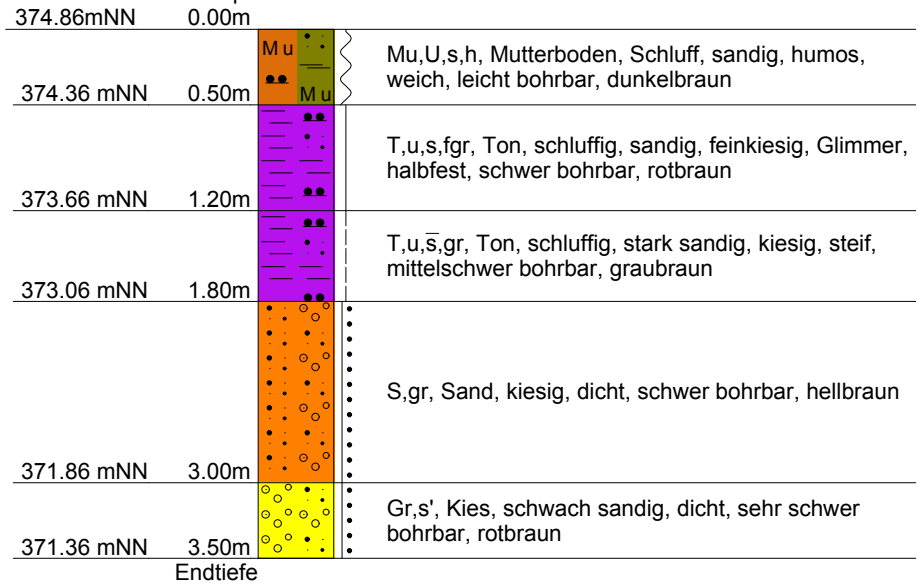 374.86mNN 0.00m
Mu
Mu,U,s,h, Mutterboden, Schluff, sandig, humos,
weich, leicht bohrbar, dunkelbraun
374.36 mNN 0.50m
Mu
T,u,s,fgr, Ton, schluffig, sandig, feinkiesig, Glimmer,
halbfest, schwer bohrbar, rotbraun
373.66 mNN 1.20m
T,u,s̅,gr, Ton, schluffig, stark sandig, kiesig, steif,
mittelschwer bohrbar, graubraun
373.06 mNN 1.80m
S,gr, Sand, kiesig, dicht, schwer bohrbar, hellbraun
371.86 mNN 3.00m
Gr,s', Kies, schwach sandig, dicht, sehr schwer
bohrbar, rotbraun
371.36 mNN 3.50m
Endtiefe